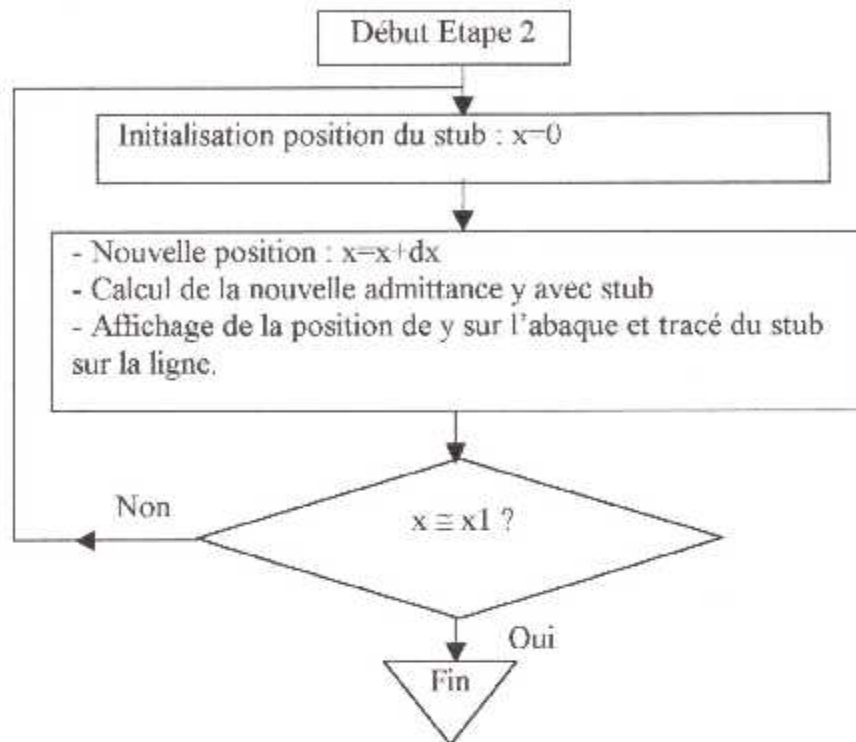 Début Etape 2
Initialisation position du stub : x=0
- Nouvelle position : x=x+dx
- Calcul de la nouvelle admittance y avec stub
- Affichage de la position de y sur l'abaque et tracé du stub
sur la ligne.
x ≅ x1 ?
Non
Oui
Fin